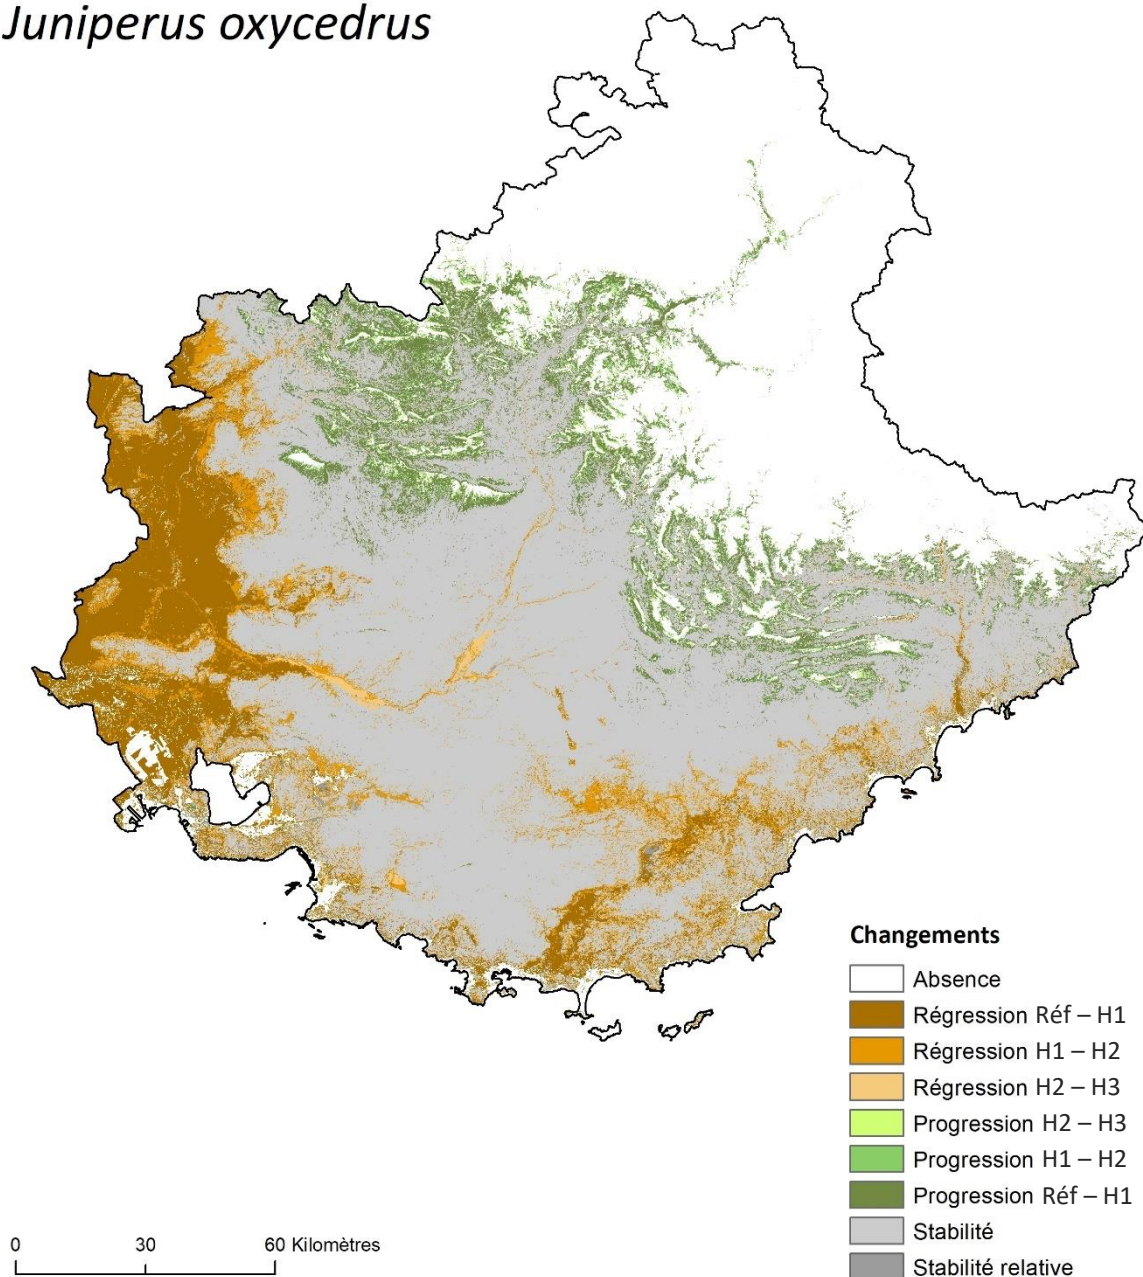 Juniperus oxycedrus
Changements
Absence
Régression Réf – H1
Régression H1 – H2
Régression H2 – H3
Progression H2 – H3
Progression H1 – H2
Progression Réf – H1
Stabilité
Stabilité relative
0 30 60 Kilomètres